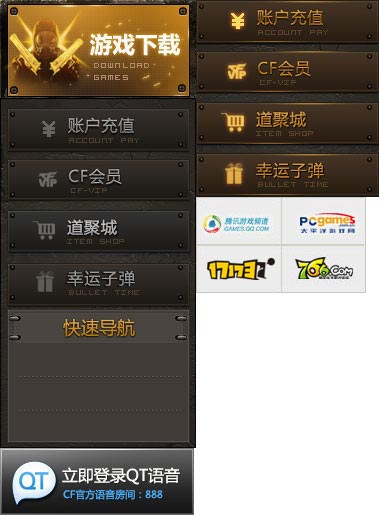 游戏下载
DOWNLOAD
GAMES
账户充值
ACCOUNT PAY
CF会员
VIP
CF-VIP
道聚城
ITEM SHOP
幸运子弹
BULLET TIME
快速导航
QT
立即登录QT语音
CF官方语音房间：888
账户充值
ACCOUNT PAY
CF会员
VIP
CF-VIP
道聚城
ITEM SHOP
幸运子弹
BULLET TIME
腾讯游戏频道
GAMES.QQ.COM
PCgames
.com.cn
太平洋游戏网
17173
766.COM